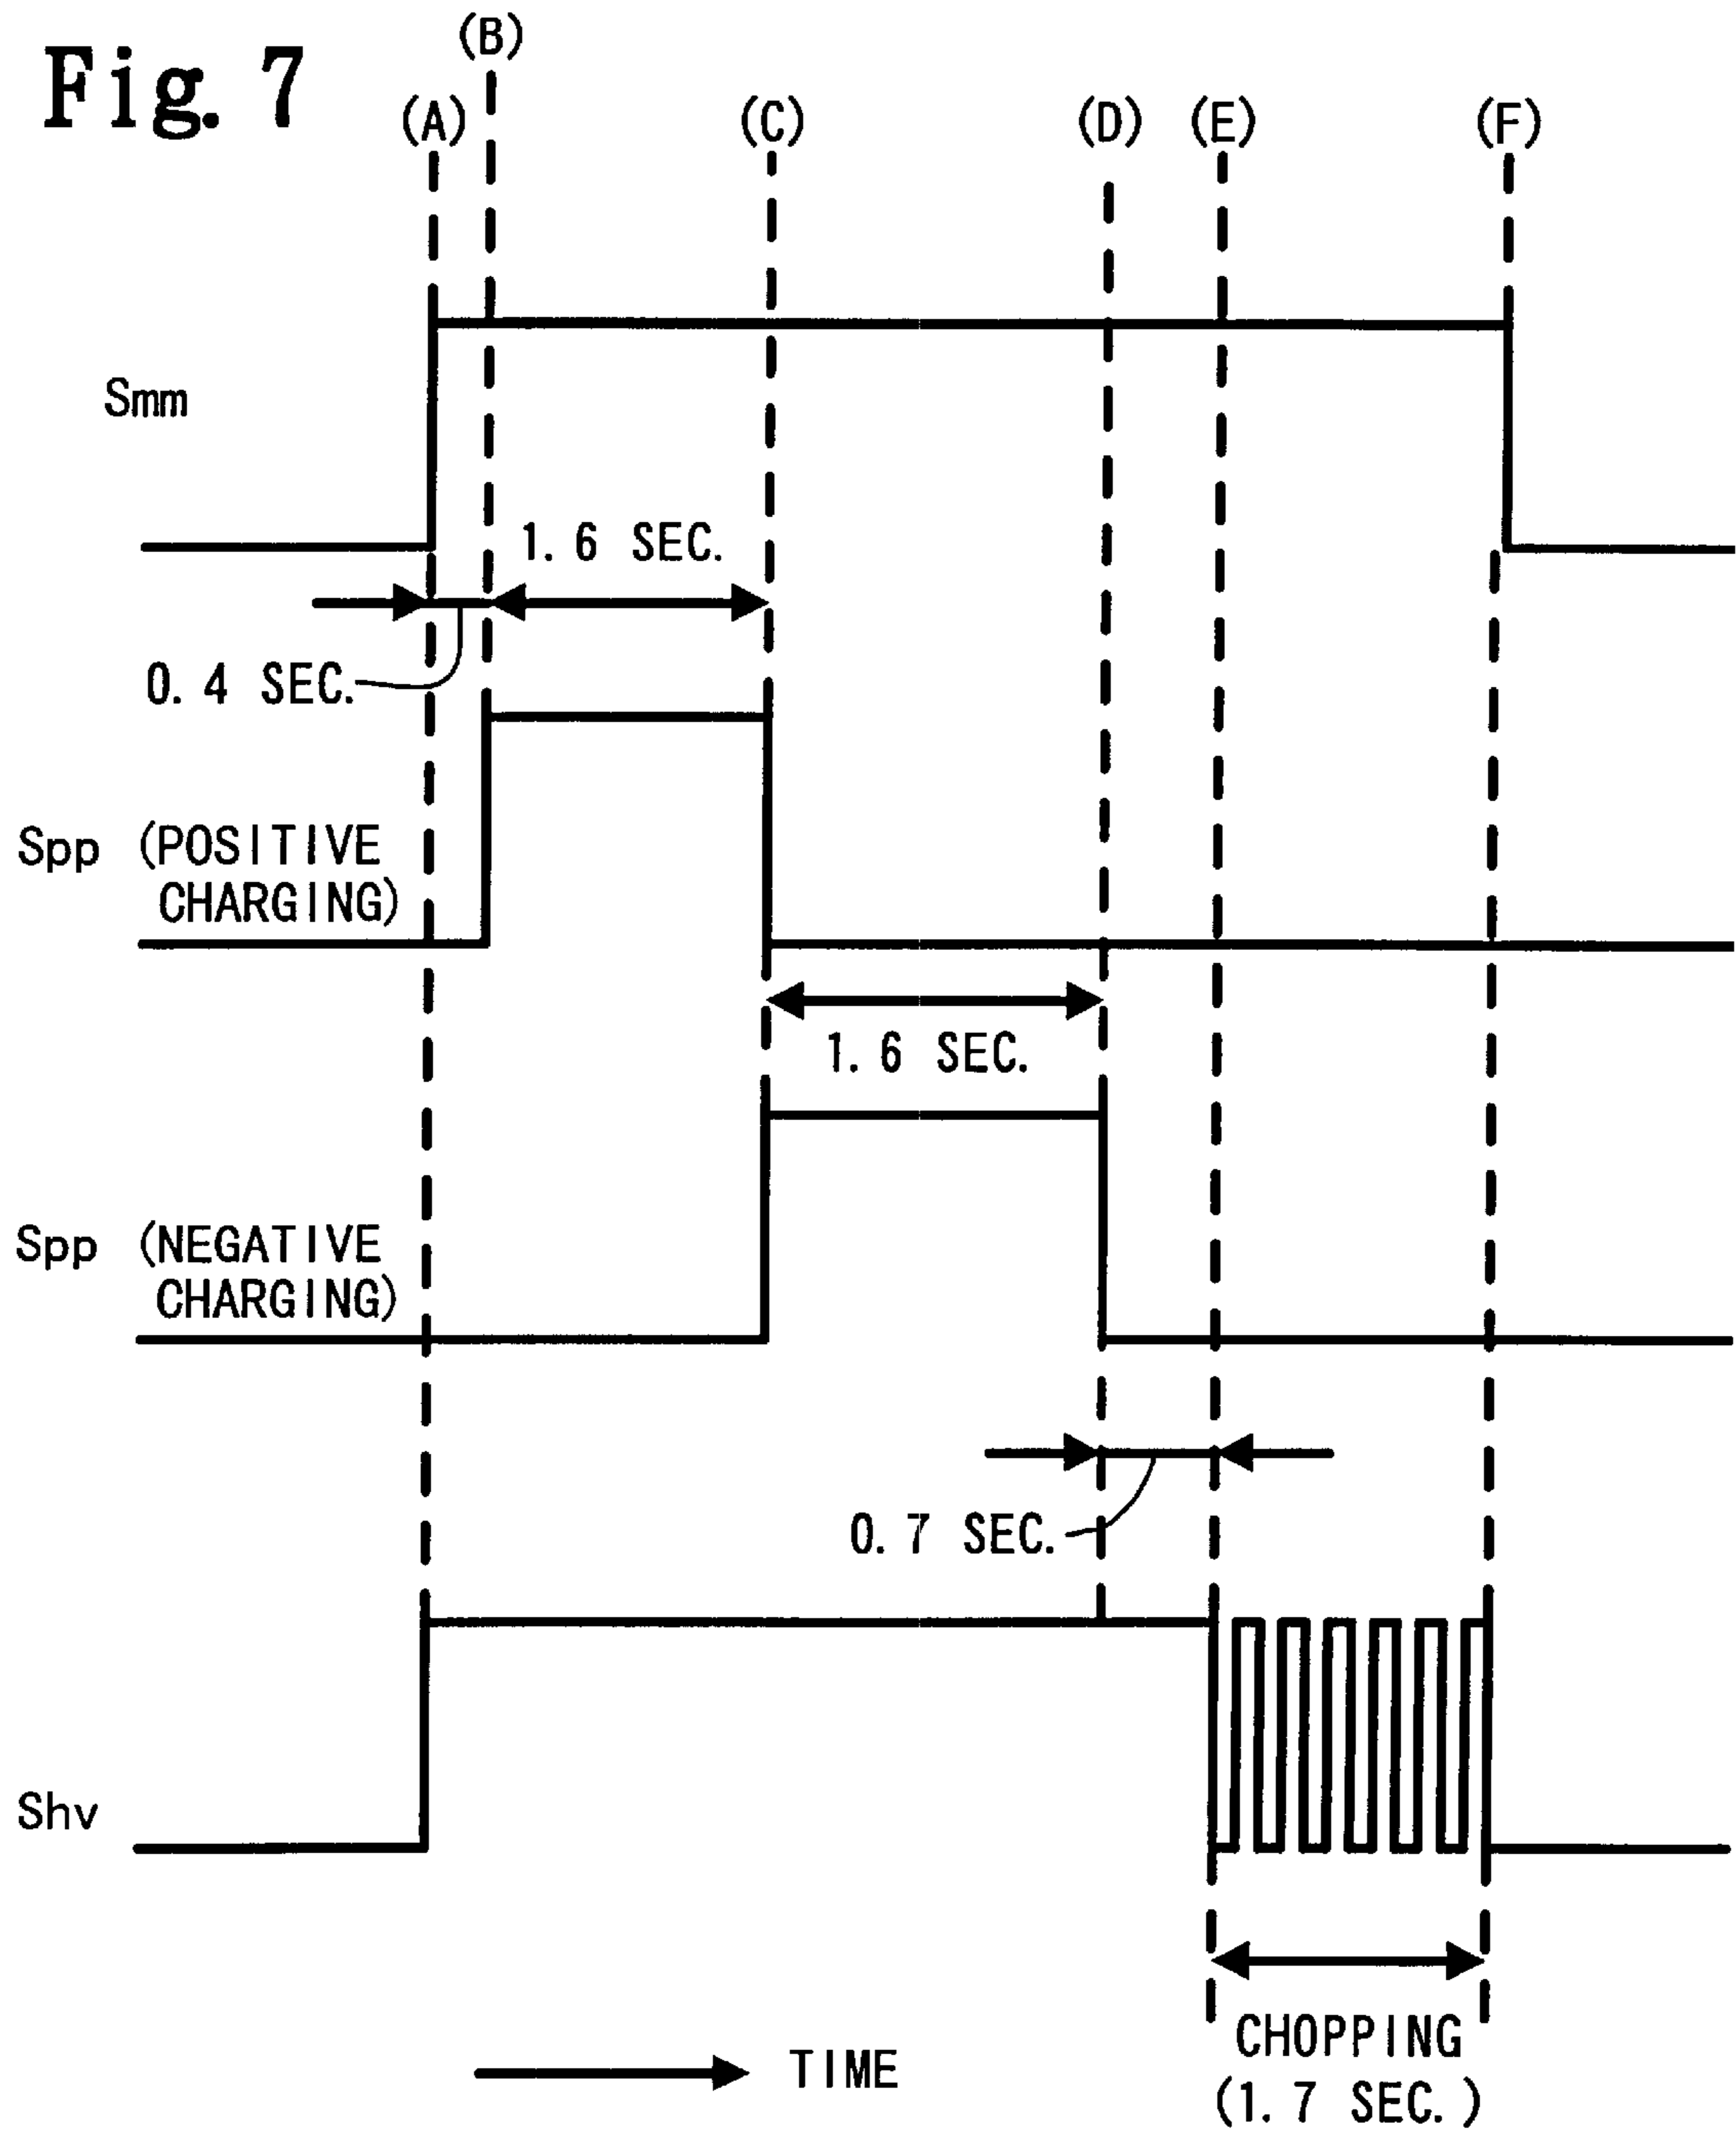 Fig. 7
(B)
(A)
(C)
(D)
(E)
(F)
Smm
1.6 SEC.
0.4 SEC.
Spp (POSITIVE
CHARGING)
1.6 SEC.
Spp (NEGATIVE
CHARGING)
0.7 SEC.
Shv
CHOPPING
(1.7 SEC.)
TIME